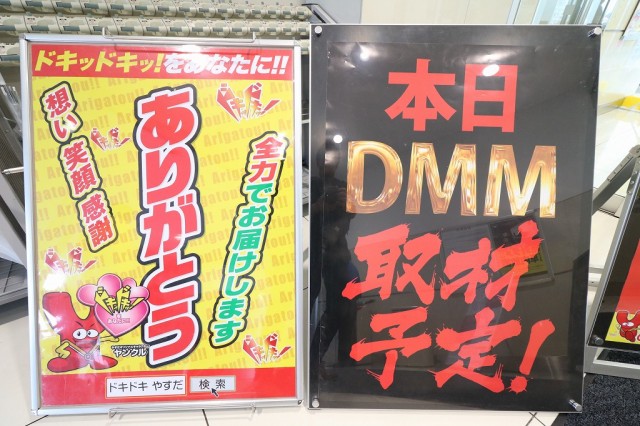 ドキッドキッ!をあなたに!!
想い 笑顔 感謝
ありがとう
全力でお届けします
ヤングル
ドキドキ やすだ 検索
本日
DMM
取材
予定!